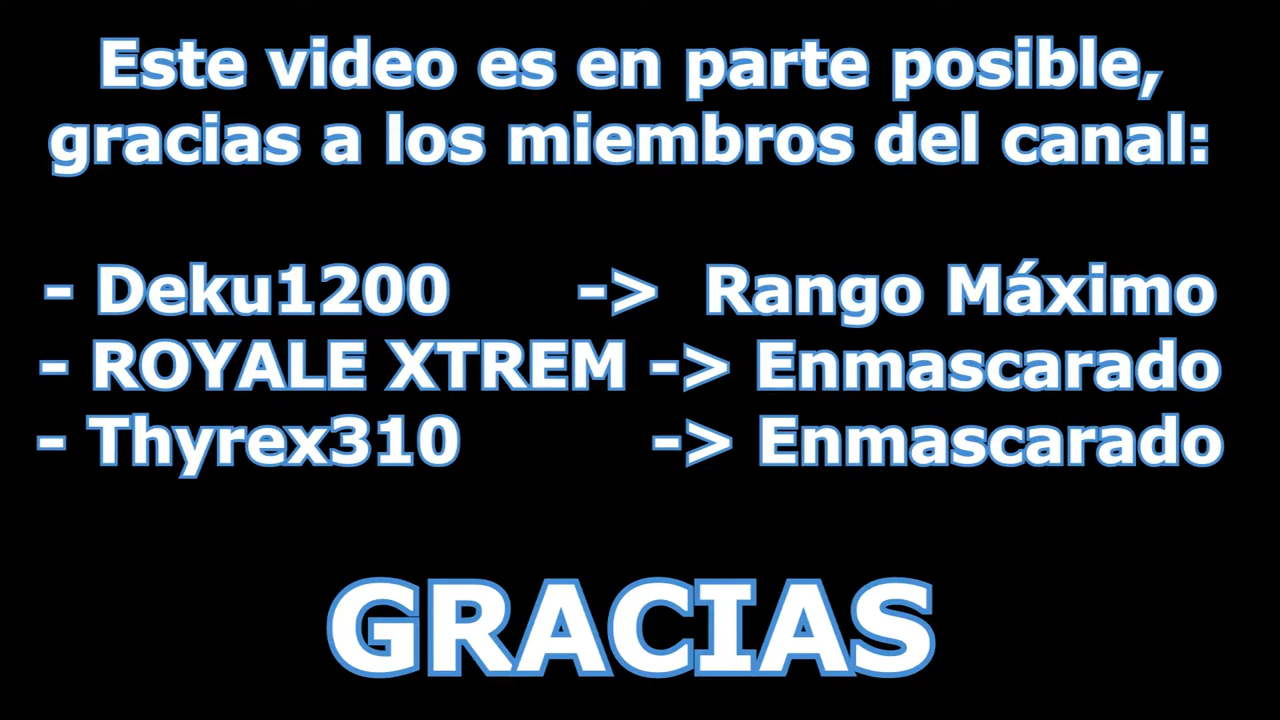 Este video es en parte posible,
gracias a los miembros del canal:
- Deku1200 -> Rango Máximo
- ROYALE XTREM -> Enmascarado
- Thyrex310 -> Enmascarado
GRACIAS